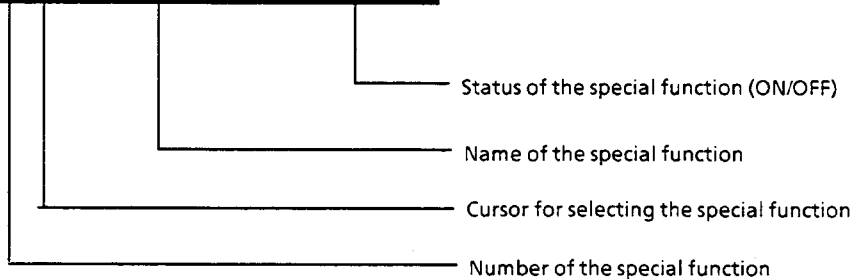 Status of the special function (ON/OFF)
Name of the special function
Cursor for selecting the special function
Number of the special function